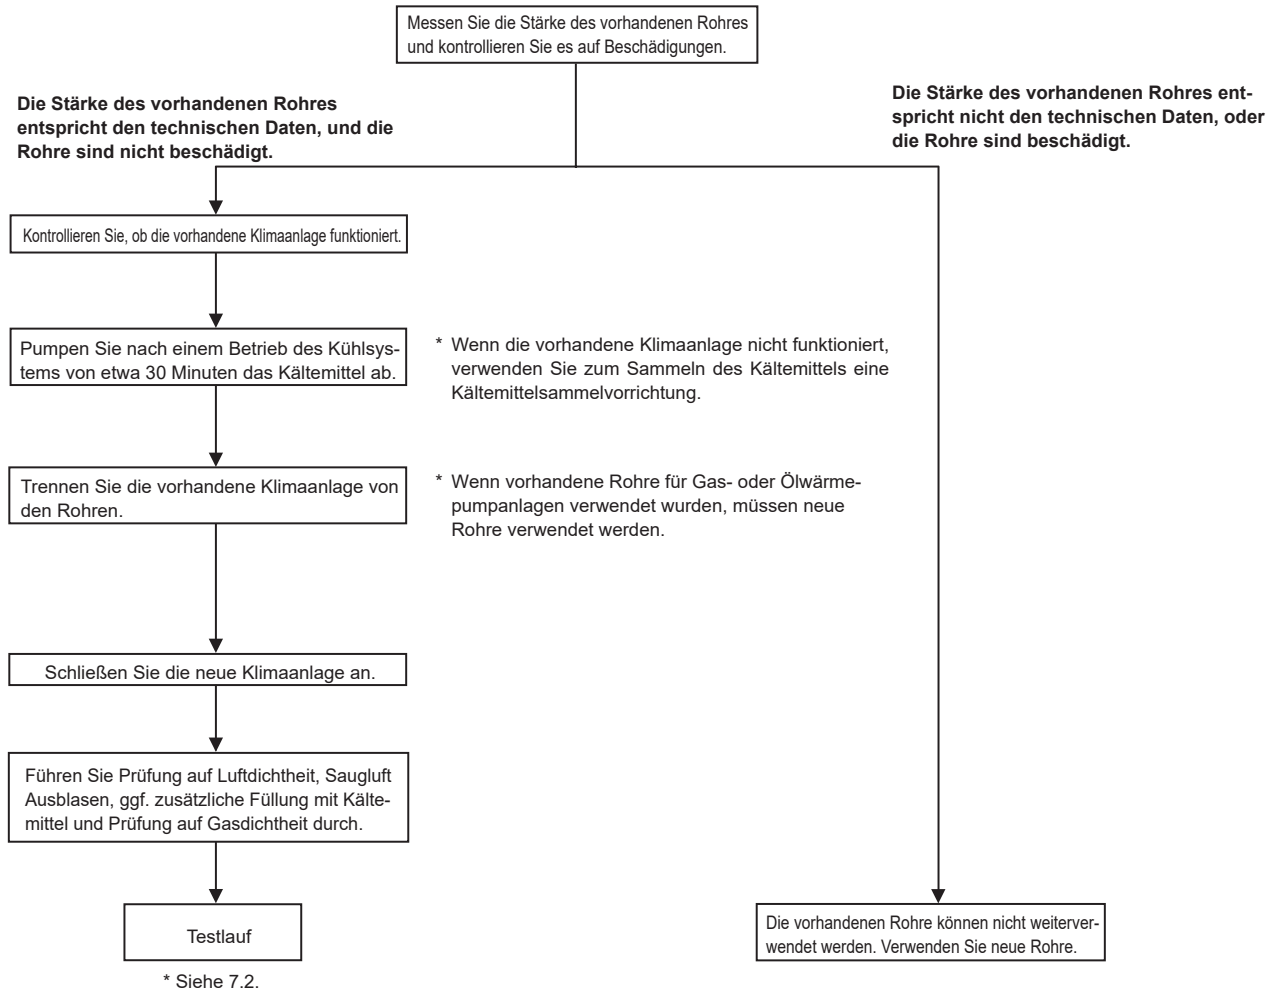 Messen Sie die Stärke des vorhandenen Rohres
und kontrollieren Sie es auf Beschädigungen.
Die Stärke des vorhandenen Rohres
entspricht den technischen Daten, und die
Rohre sind nicht beschädigt.
Die Stärke des vorhandenen Rohres ent-
spricht nicht den technischen Daten, oder
die Rohre sind beschädigt.
Kontrollieren Sie, ob die vorhandene Klimaanlage funktioniert.
Pumpen Sie nach einem Betrieb des Kühlsys-
tems von etwa 30 Minuten das Kältemittel ab.
* Wenn die vorhandene Klimaanlage nicht funktioniert,
verwenden Sie zum Sammeln des Kältemittels eine
Kältemittelsammelvorrichtung.
Trennen Sie die vorhandene Klimaanlage von
den Rohren.
* Wenn vorhandene Rohre für Gas- oder Ölwärme-
pumpanlagen verwendet wurden, müssen neue
Rohre verwendet werden.
Schließen Sie die neue Klimaanlage an.
Führen Sie Prüfung auf Luftdichtheit, Saugluft
Ausblasen, ggf. zusätzliche Füllung mit Kälte-
mittel und Prüfung auf Gasdichtheit durch.
Testlauf
* Siehe 7.2.
Die vorhandenen Rohre können nicht weiterver-
wendet werden. Verwenden Sie neue Rohre.